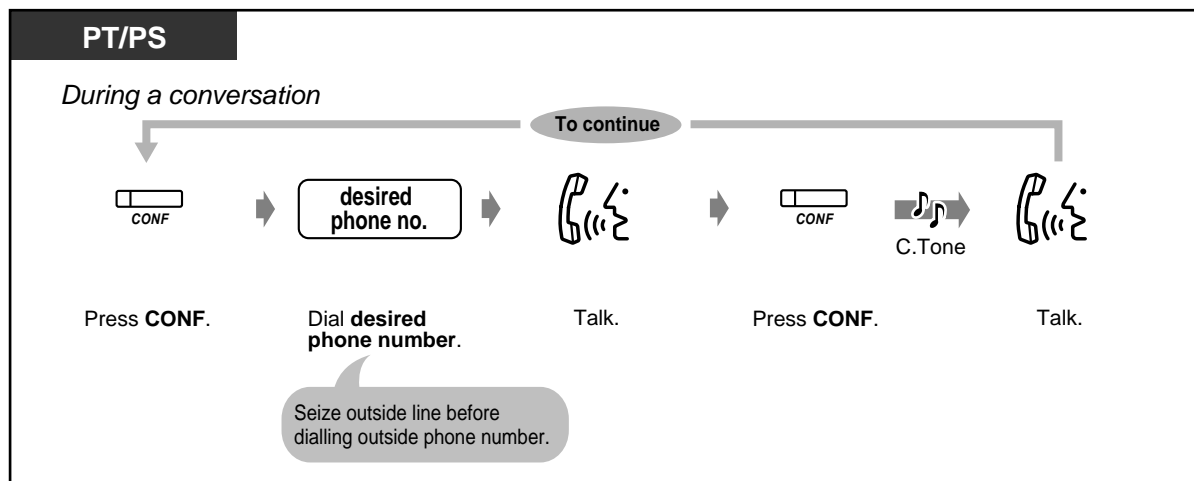 PT/PS
During a conversation
To continue
CONF
desired
phone no.
CONF
C.Tone
Press CONF.
Dial desired
phone number.
Talk.
Press CONF.
Talk.
Seize outside line before
dialling outside phone number.